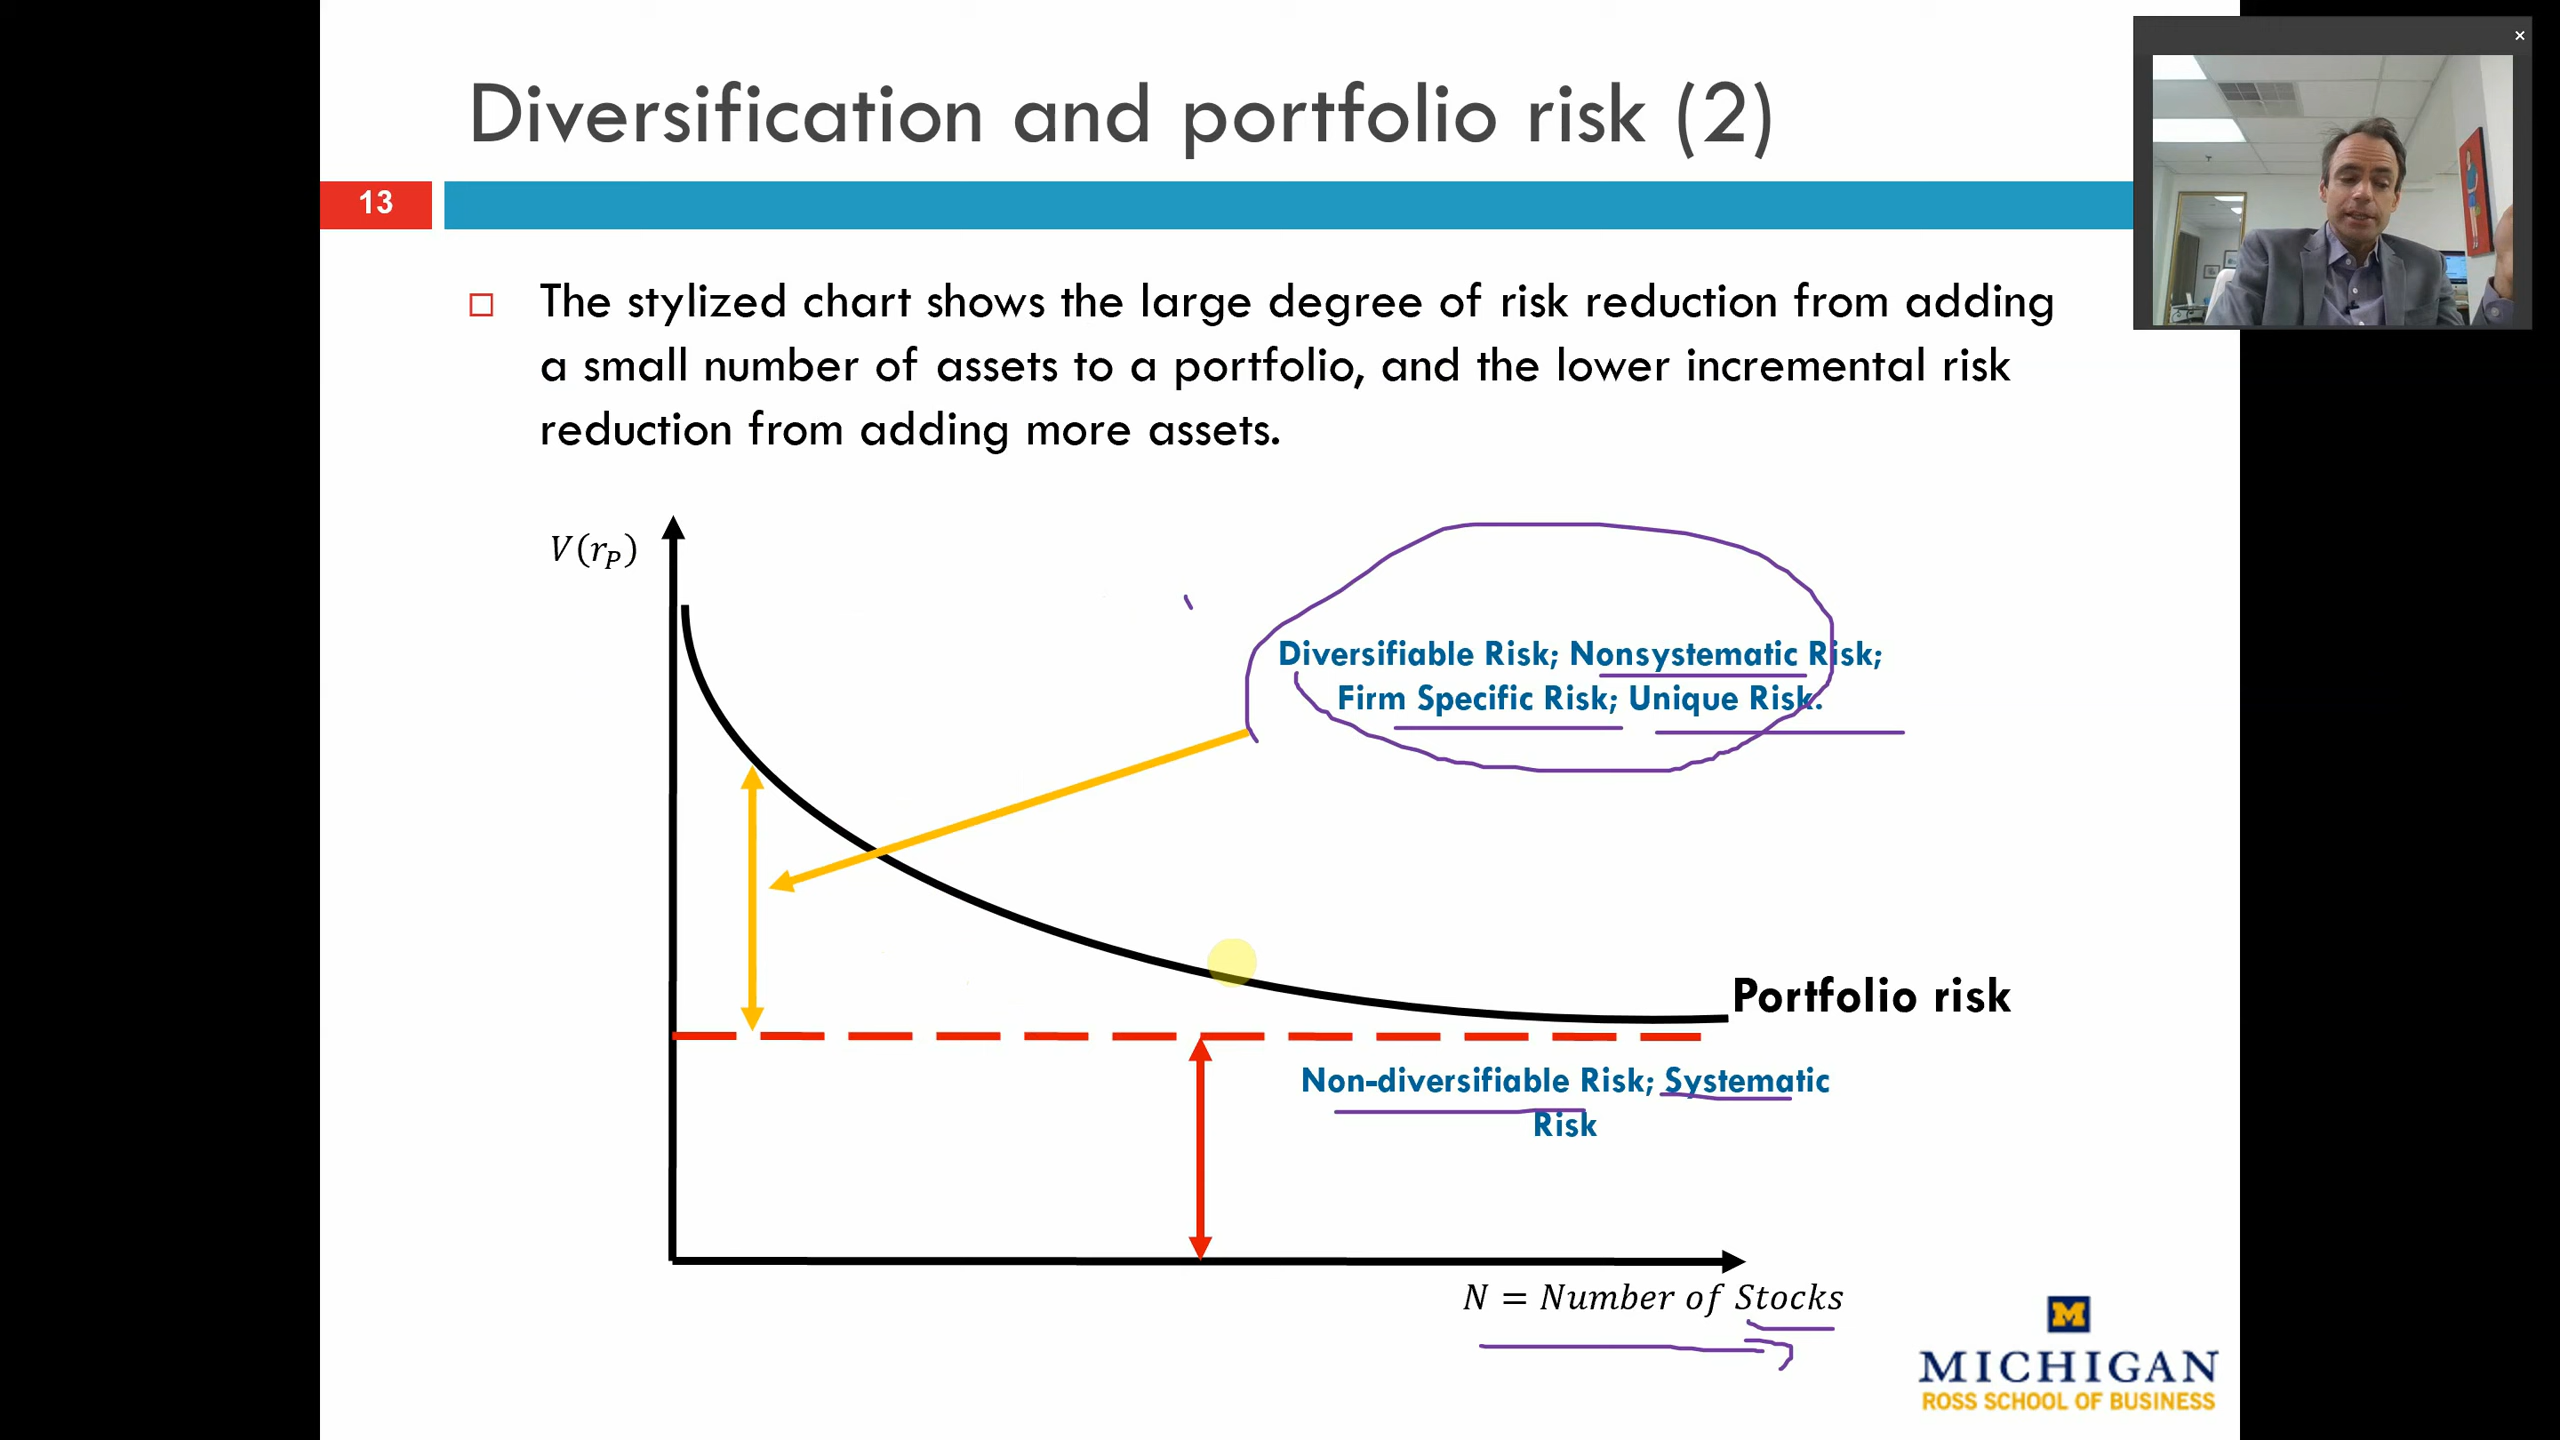 Diversification and portfolio risk (2)
13
The stylized chart shows the large degree of risk reduction from adding
a small number of assets to a portfolio, and the lower incremental risk
reduction from adding more assets.
V(r_P)
Diversifiable Risk; Nonsystematic Risk;
Firm Specific Risk; Unique Risk.
Portfolio risk
Non-diversifiable Risk; Systematic
Risk
N = Number of Stocks
M
MICHIGAN
ROSS SCHOOL OF BUSINESS